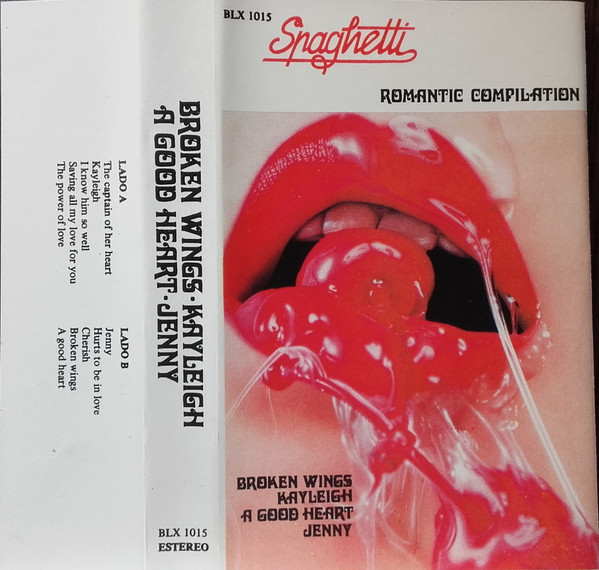 LADO A
The captain of her heart
Kayleigh
I know him so well
Saving all my love for you
The power of love
LADO B
Jenny
Hurts to be in love
Cherish
Broken wings
A good heart
BROKEN WINGS · KAYLEIGH
A GOOD HEART · JENNY
BLX 1015
ESTEREO
BLX 1015
Spaghetti
ROMANTIC COMPILATION
BROKEN WINGS
KAYLEIGH
A GOOD HEART
JENNY